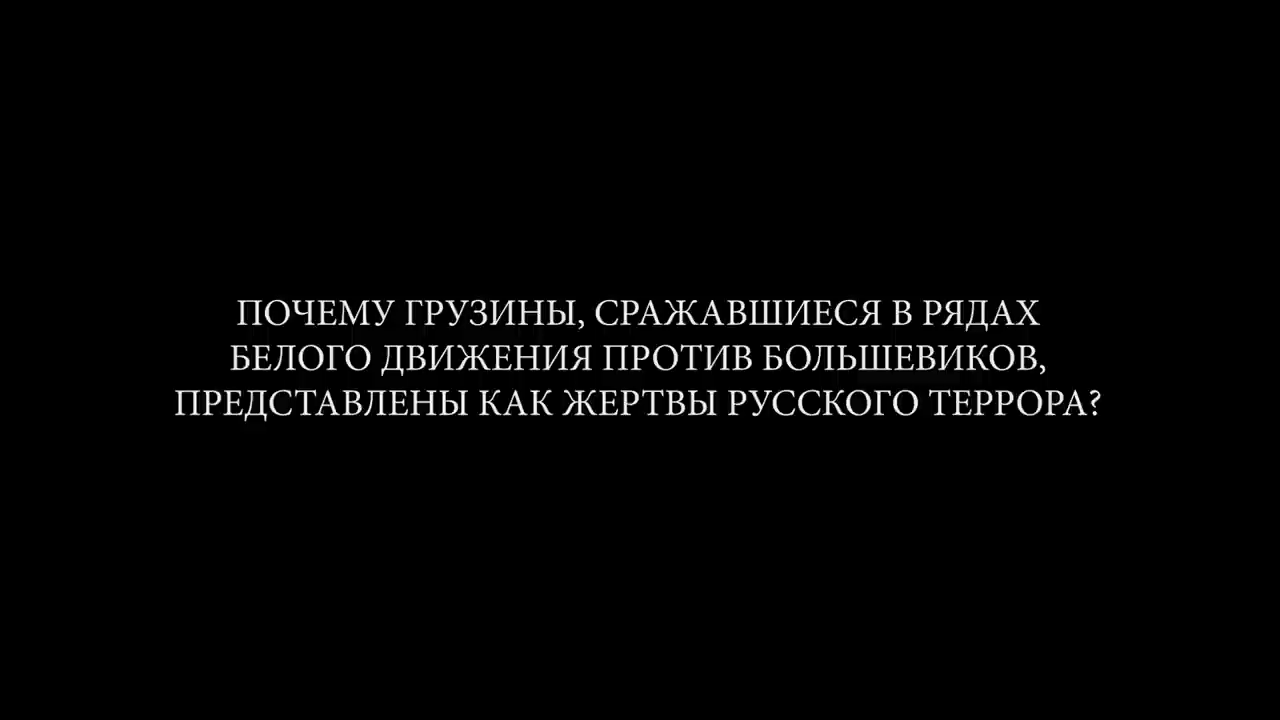 ПОЧЕМУ ГРУЗИНЫ, СРАЖАВШИЕСЯ В РЯДАХ
БЕЛОГО ДВИЖЕНИЯ ПРОТИВ БОЛЬШЕВИКОВ,
ПРЕДСТАВЛЕНЫ КАК ЖЕРТВЫ РУССКОГО ТЕРРОРА?